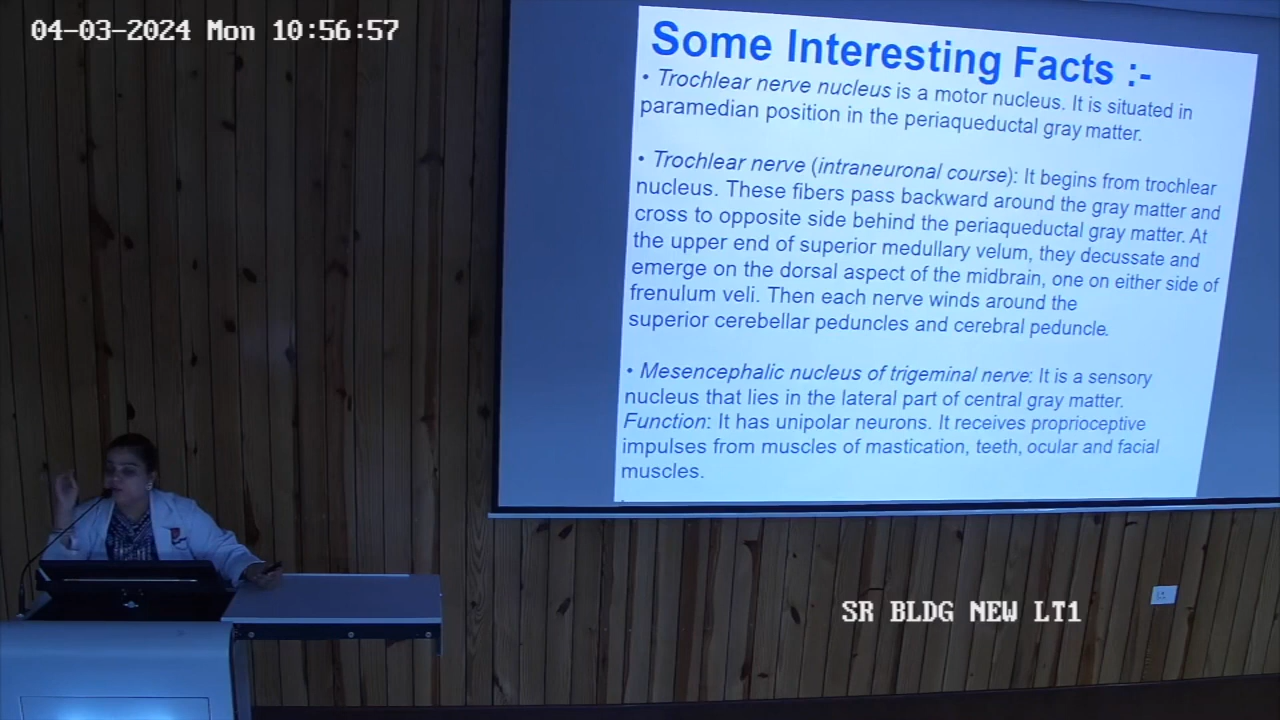 04-03-2024 Mon 10:56:57
Some Interesting Facts :-
• Trochlear nerve nucleus is a motor nucleus. It is situated in
paramedian position in the periaqueductal gray matter.
• Trochlear nerve (intraneuronal course): It begins from trochlear
nucleus. These fibers pass backward around the gray matter and
cross to opposite side behind the periaqueductal gray matter. At
the upper end of superior medullary velum, they decussate and
emerge on the dorsal aspect of the midbrain, one on either side of
frenulum veli. Then each nerve winds around the
superior cerebellar peduncles and cerebral peduncle.
• Mesencephalic nucleus of trigeminal nerve: It is a sensory
nucleus that lies in the lateral part of central gray matter.
Function: It has unipolar neurons. It receives proprioceptive
impulses from muscles of mastication, teeth, ocular and facial
muscles.
SR BLDG NEW LT1